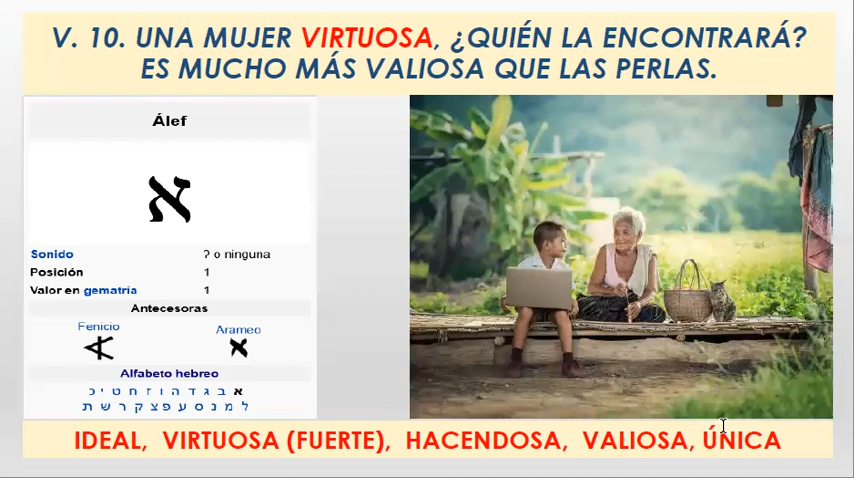 V. 10. UNA MUJER VIRTUOSA, ¿QUIÉN LA ENCONTRARÁ?
ES MUCHO MÁS VALIOSA QUE LAS PERLAS.
Álef
א
Sonido ʔ o ninguna
Posición 1
Valor en gematría 1
Antecesoras
Fenicio Arameo
Alfabeto hebreo
א ב ג ד ה ו ז ח ט י כ
ל מ נ ס ע פ צ ק ר ש ת
IDEAL, VIRTUOSA (FUERTE), HACENDOSA, VALIOSA, ÚNICA